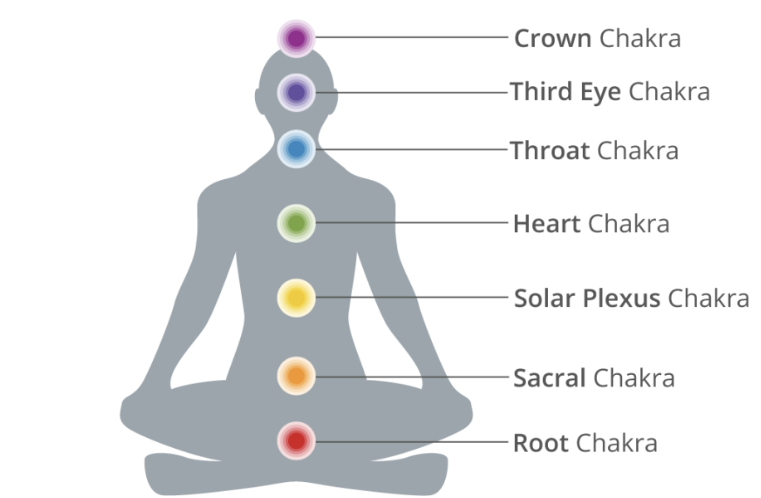 Crown Chakra
Third Eye Chakra
Throat Chakra
Heart Chakra
Solar Plexus Chakra
Sacral Chakra
Root Chakra